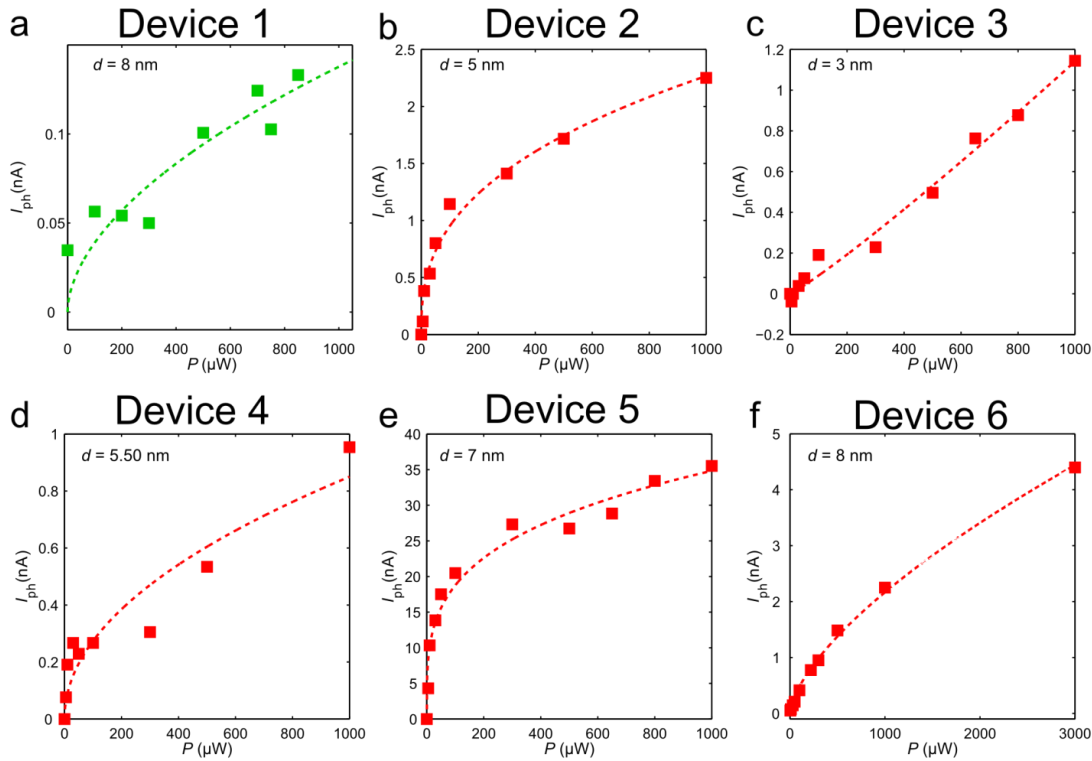 a Device 1
d = 8 nm
0.1
0.05
0
I_ph(nA)
0 200 400 600 800 1000
P (µW)
b Device 2
d = 5 nm
2.5
2
1.5
1
0.5
0
I_ph(nA)
0 200 400 600 800 1000
P (µW)
c Device 3
d = 3 nm
1.2
1
0.8
0.6
0.4
0.2
0
−0.2
I_ph(nA)
0 200 400 600 800 1000
P (µW)
d Device 4
d = 5.50 nm
1
0.8
0.6
0.4
0.2
0
I_ph(nA)
0 200 400 600 800 1000
P (µW)
e Device 5
d = 7 nm
40
35
30
25
20
15
10
5
0
I_ph(nA)
0 200 400 600 800 1000
P (µW)
f Device 6
d = 8 nm
5
4
3
2
1
0
I_ph(nA)
0 1000 2000 3000
P (µW)